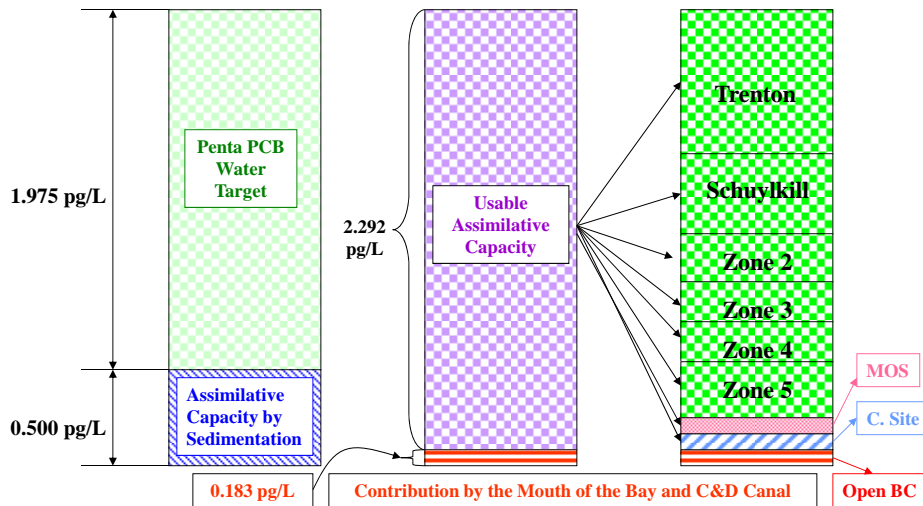 1.975 pg/L
Penta PCB
Water
Target
0.500 pg/L
Assimilative
Capacity by
Sedimentation
2.292
pg/L
Usable
Assimilative
Capacity
Trenton
Schuylkill
Zone 2
Zone 3
Zone 4
Zone 5
MOS
C. Site
0.183 pg/L
Contribution by the Mouth of the Bay and C&D Canal
Open BC